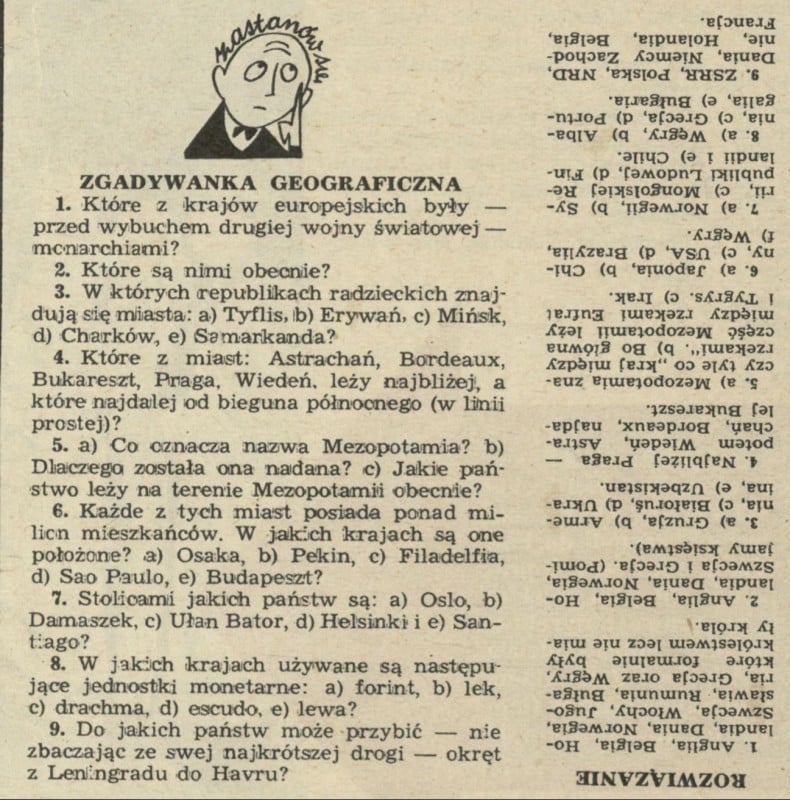 zastanów się
ZGADYWANKA GEOGRAFICZNA
1. Które z krajów europejskich były —
przed wybuchem drugiej wojny światowej —
monarchiami?
2. Które są nimi obecnie?
3. W których republikach radzieckich znaj-
dują się miasta: a) Tyflis, b) Erywań, c) Mińsk,
d) Charków, e) Samarkanda?
4. Które z miast: Astrachań, Bordeaux,
Bukareszt, Praga, Wiedeń, leży najbliżej, a
które najdalej od bieguna północnego (w linii
prostej)?
5. a) Co oznacza nazwa Mezopotamia? b)
Dlaczego została ona nadana? c) Jakie pań-
stwo leży na terenie Mezopotamii obecnie?
6. Każde z tych miast posiada ponad mi-
lion mieszkańców. W jakich krajach są one
położone? a) Osaka, b) Pekin, c) Filadelfia,
d) Sao Paulo, e) Budapeszt?
7. Stolicami jakich państw są: a) Oslo, b)
Damaszek, c) Ułan Bator, d) Helsinki i e) San-
tiago?
8. W jakich krajach używane są następu-
jące jednostki monetarne: a) forint, b) lek,
c) drachma, d) escudo, e) lewa?
9. Do jakich państw może przybić — nie
zbaczając ze swej najkrótszej drogi — okręt
z Leningradu do Havru?
ROZWIĄZANIE
1. Anglia, Belgia, Ho-
landia, Dania, Norwegia,
Szwecja, Włochy, Jugo-
sławia, Rumunia, Bułga-
ria, Grecja oraz Węgry,
które formalnie były
królestwem lecz nie mia-
ły króla.
2. Anglia, Belgia, Ho-
landia, Dania, Norwegia,
Szwecja i Grecja. (Pomi-
jamy księstwa).
3. a) Gruzja, b) Arme-
nia, c) Białoruś, d) Ukra-
ina, e) Uzbekistan.
4. Najbliżej Praga —
potem Wiedeń, Astra-
chań, Bordeaux, najda-
lej Bukareszt.
5. a) Mezopotamia zna-
czy tyle co „kraj między
rzekami". b) Bo główna
część Mezopotamii leży
między rzekami Eufrat
i Tygrys. c) Irak.
6. a) Japonia, b) Chi-
ny, c) USA, d) Brazylia,
f) Węgry.
7. a) Norwegii, b) Sy-
rii, c) Mongolskiej Re-
publiki Ludowej, d) Fin-
landii i e) Chile.
8. a) Węgry, b) Alba-
nia, c) Grecja, d) Portu-
galia, e) Bułgaria.
9. ZSRR, Polska, NRD,
Dania, Niemcy Zachod-
nie, Holandia, Belgia,
Francja.